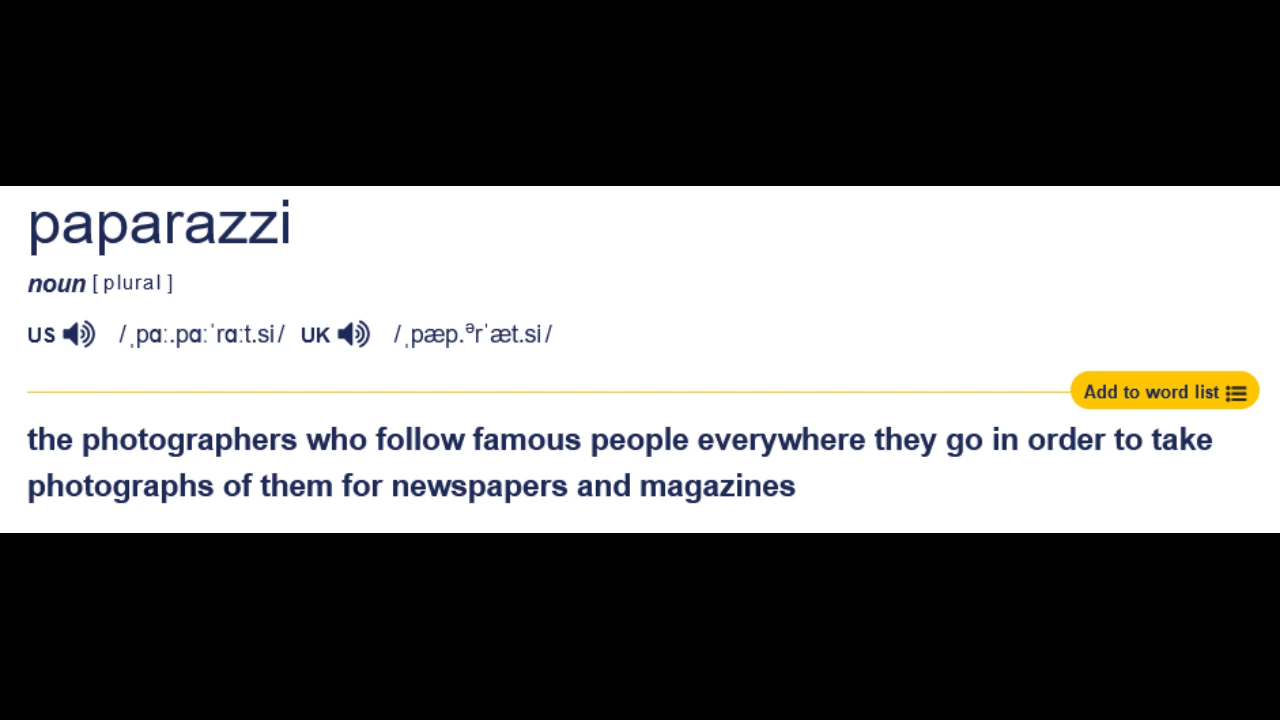 paparazzi
noun [ plural ]
US /ˌpɑː.pɑːˈrɑːt.si/ UK /ˌpæp.ᵊrˈæt.si/
Add to word list
the photographers who follow famous people everywhere they go in order to take
photographs of them for newspapers and magazines